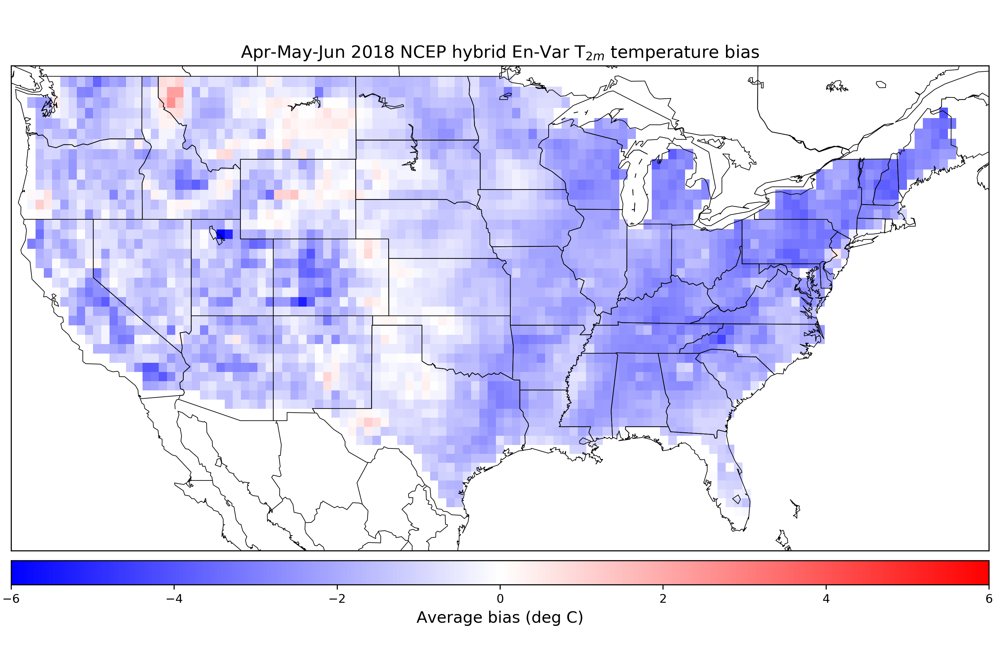 Apr-May-Jun 2018 NCEP hybrid En-Var T2m temperature bias
−6 −4 −2 0 2 4 6
Average bias (deg C)